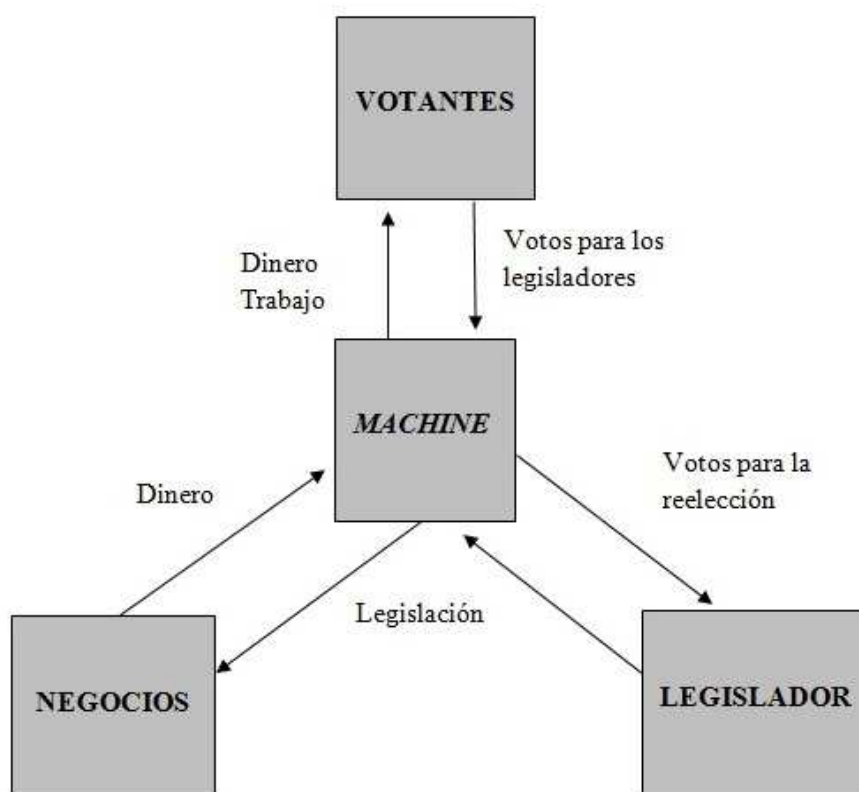 VOTANTES
Dinero
Trabajo
Votos para los
legisladores
MACHINE
Dinero
Votos para la
reelección
Legislación
NEGOCIOS
LEGISLADOR